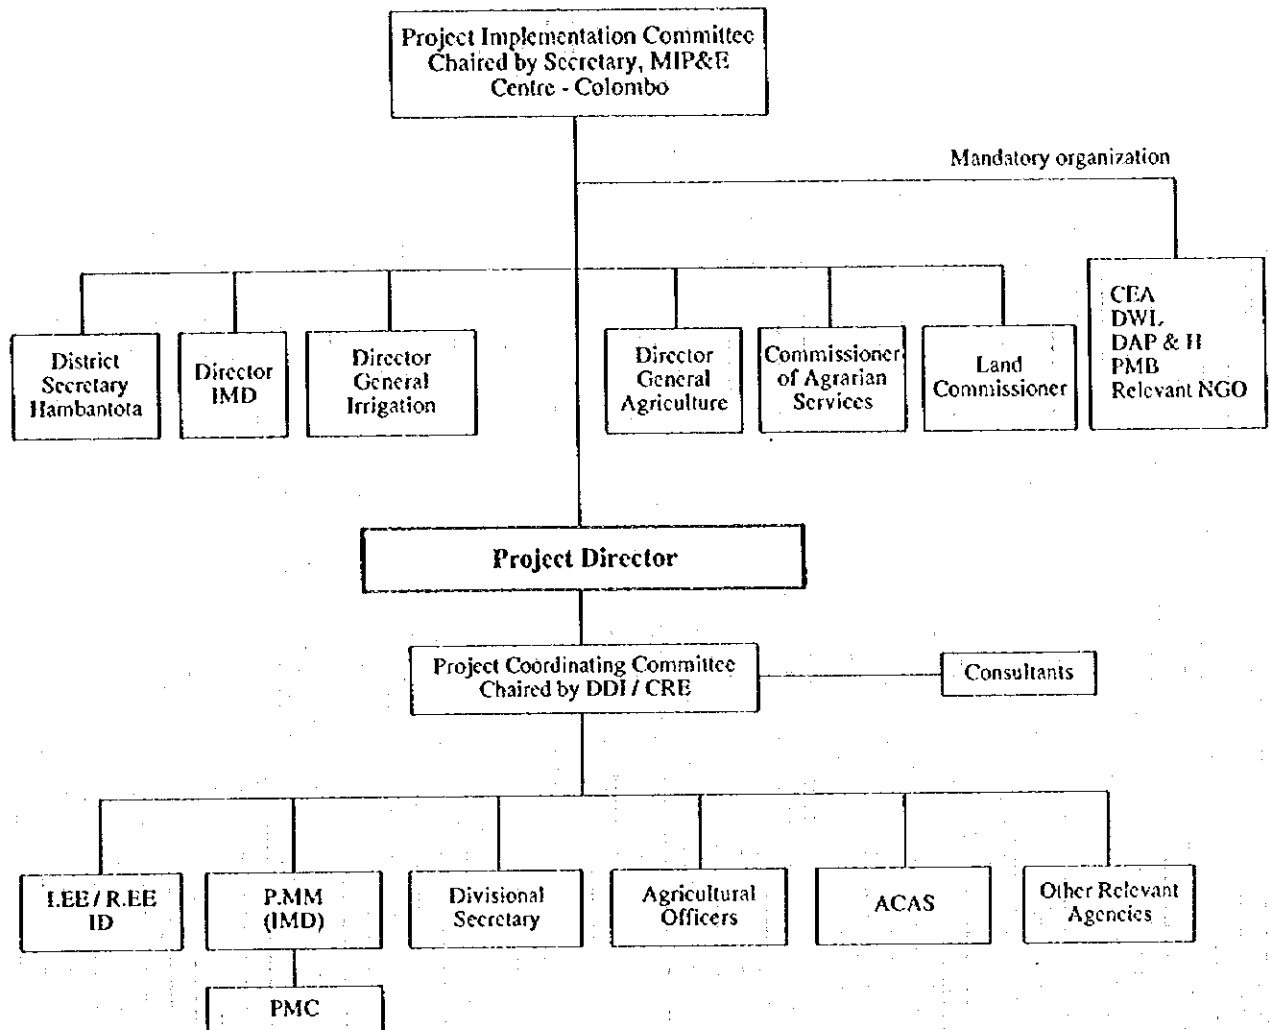 Project Implementation Committee
Chaired by Secretary, MIP&E
Centre - Colombo
Mandatory organization
District
Secretary
Hambantota
Director
IMD
Director
General
Irrigation
Director
General
Agriculture
Commissioner
of Agrarian
Services
Land
Commissioner
CEA
DWL
DAP & H
PMB
Relevant NGO
Project Director
Project Coordinating Committee
Chaired by DDI / CRE
Consultants
I.EE / R.EE
ID
P.MM
(IMD)
Divisional
Secretary
Agricultural
Officers
ACAS
Other Relevant
Agencies
PMC